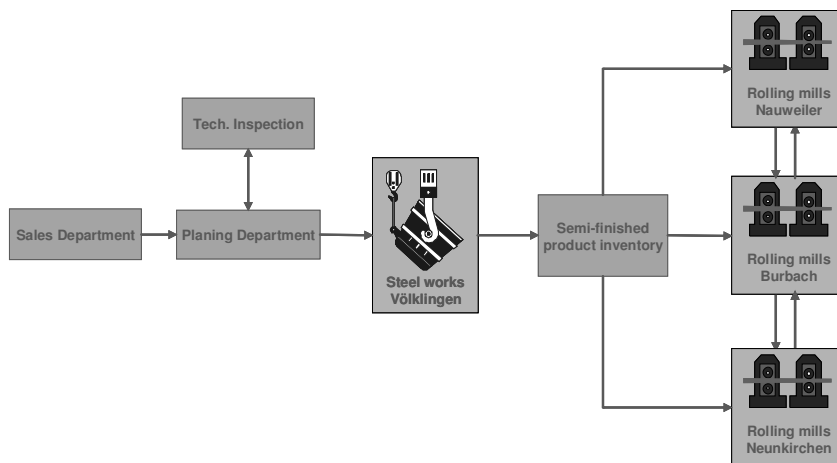 Tech. Inspection
Sales Department
Planing Department
Steel works
Völklingen
Semi-finished
product inventory
Rolling mills
Nauweiler
Rolling mills
Burbach
Rolling mills
Neunkirchen